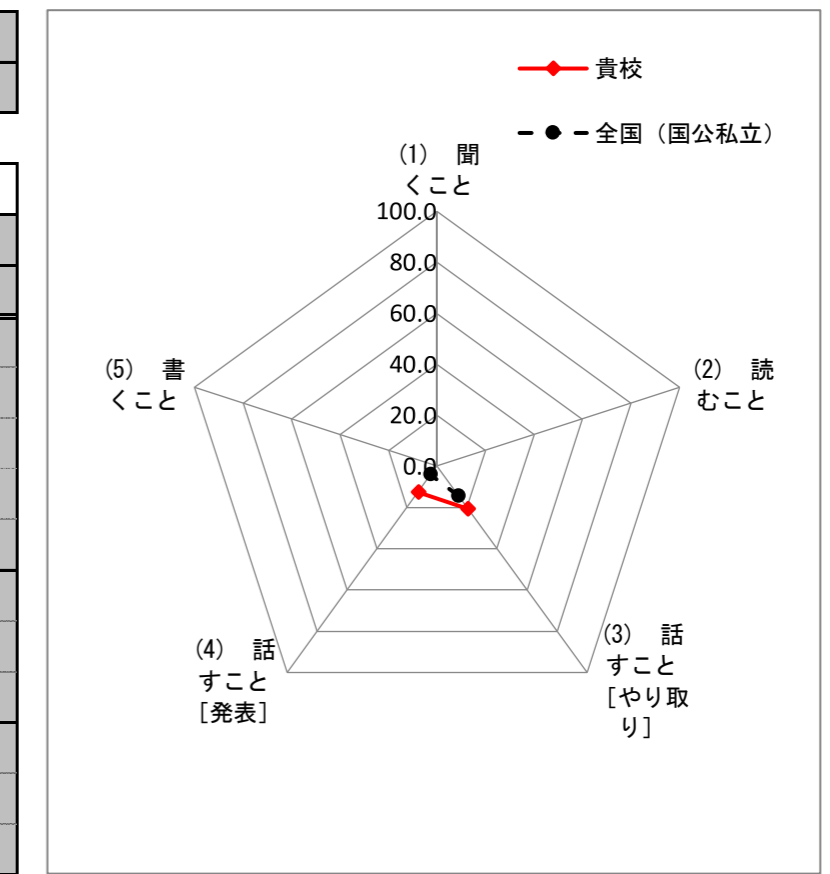 貴校
全国（国公私立）
(1)　聞
くこと
100.0
80.0
60.0
40.0
20.0
0.0
(2)　読
むこと
(3)　話
すこと
[やり取
り]
(4)　話
すこと
[発表]
(5)　書
くこと